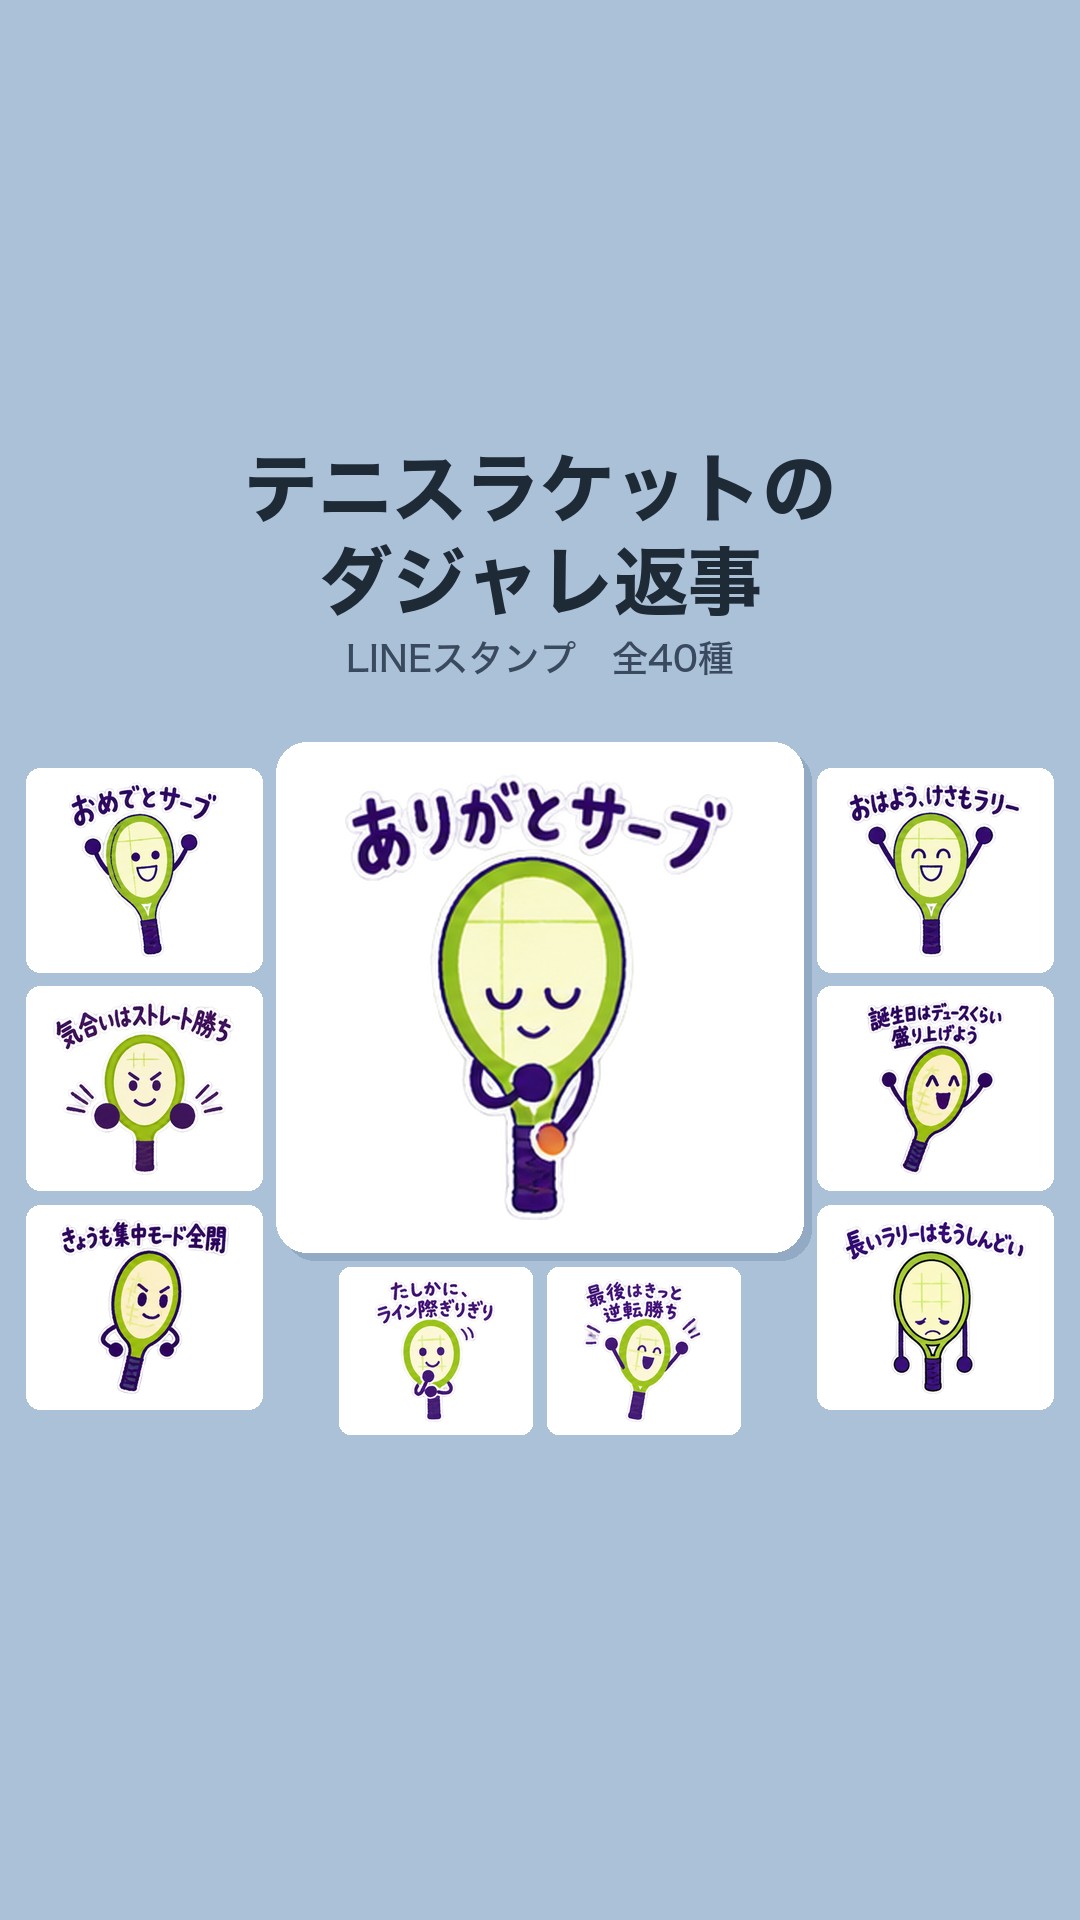 テニスラケットの
ダジャレ返事
LINEスタンプ　全40種
おめでとサーブ
ありがとサーブ
おはよう、けさもラリー
気合いはストレート勝ち
誕生日はデュースくらい
盛り上げよう
きょうも集中モード全開
長いラリーはもうしんどい
たしかに、
ライン際ぎりぎり
最後はきっと
逆転勝ち